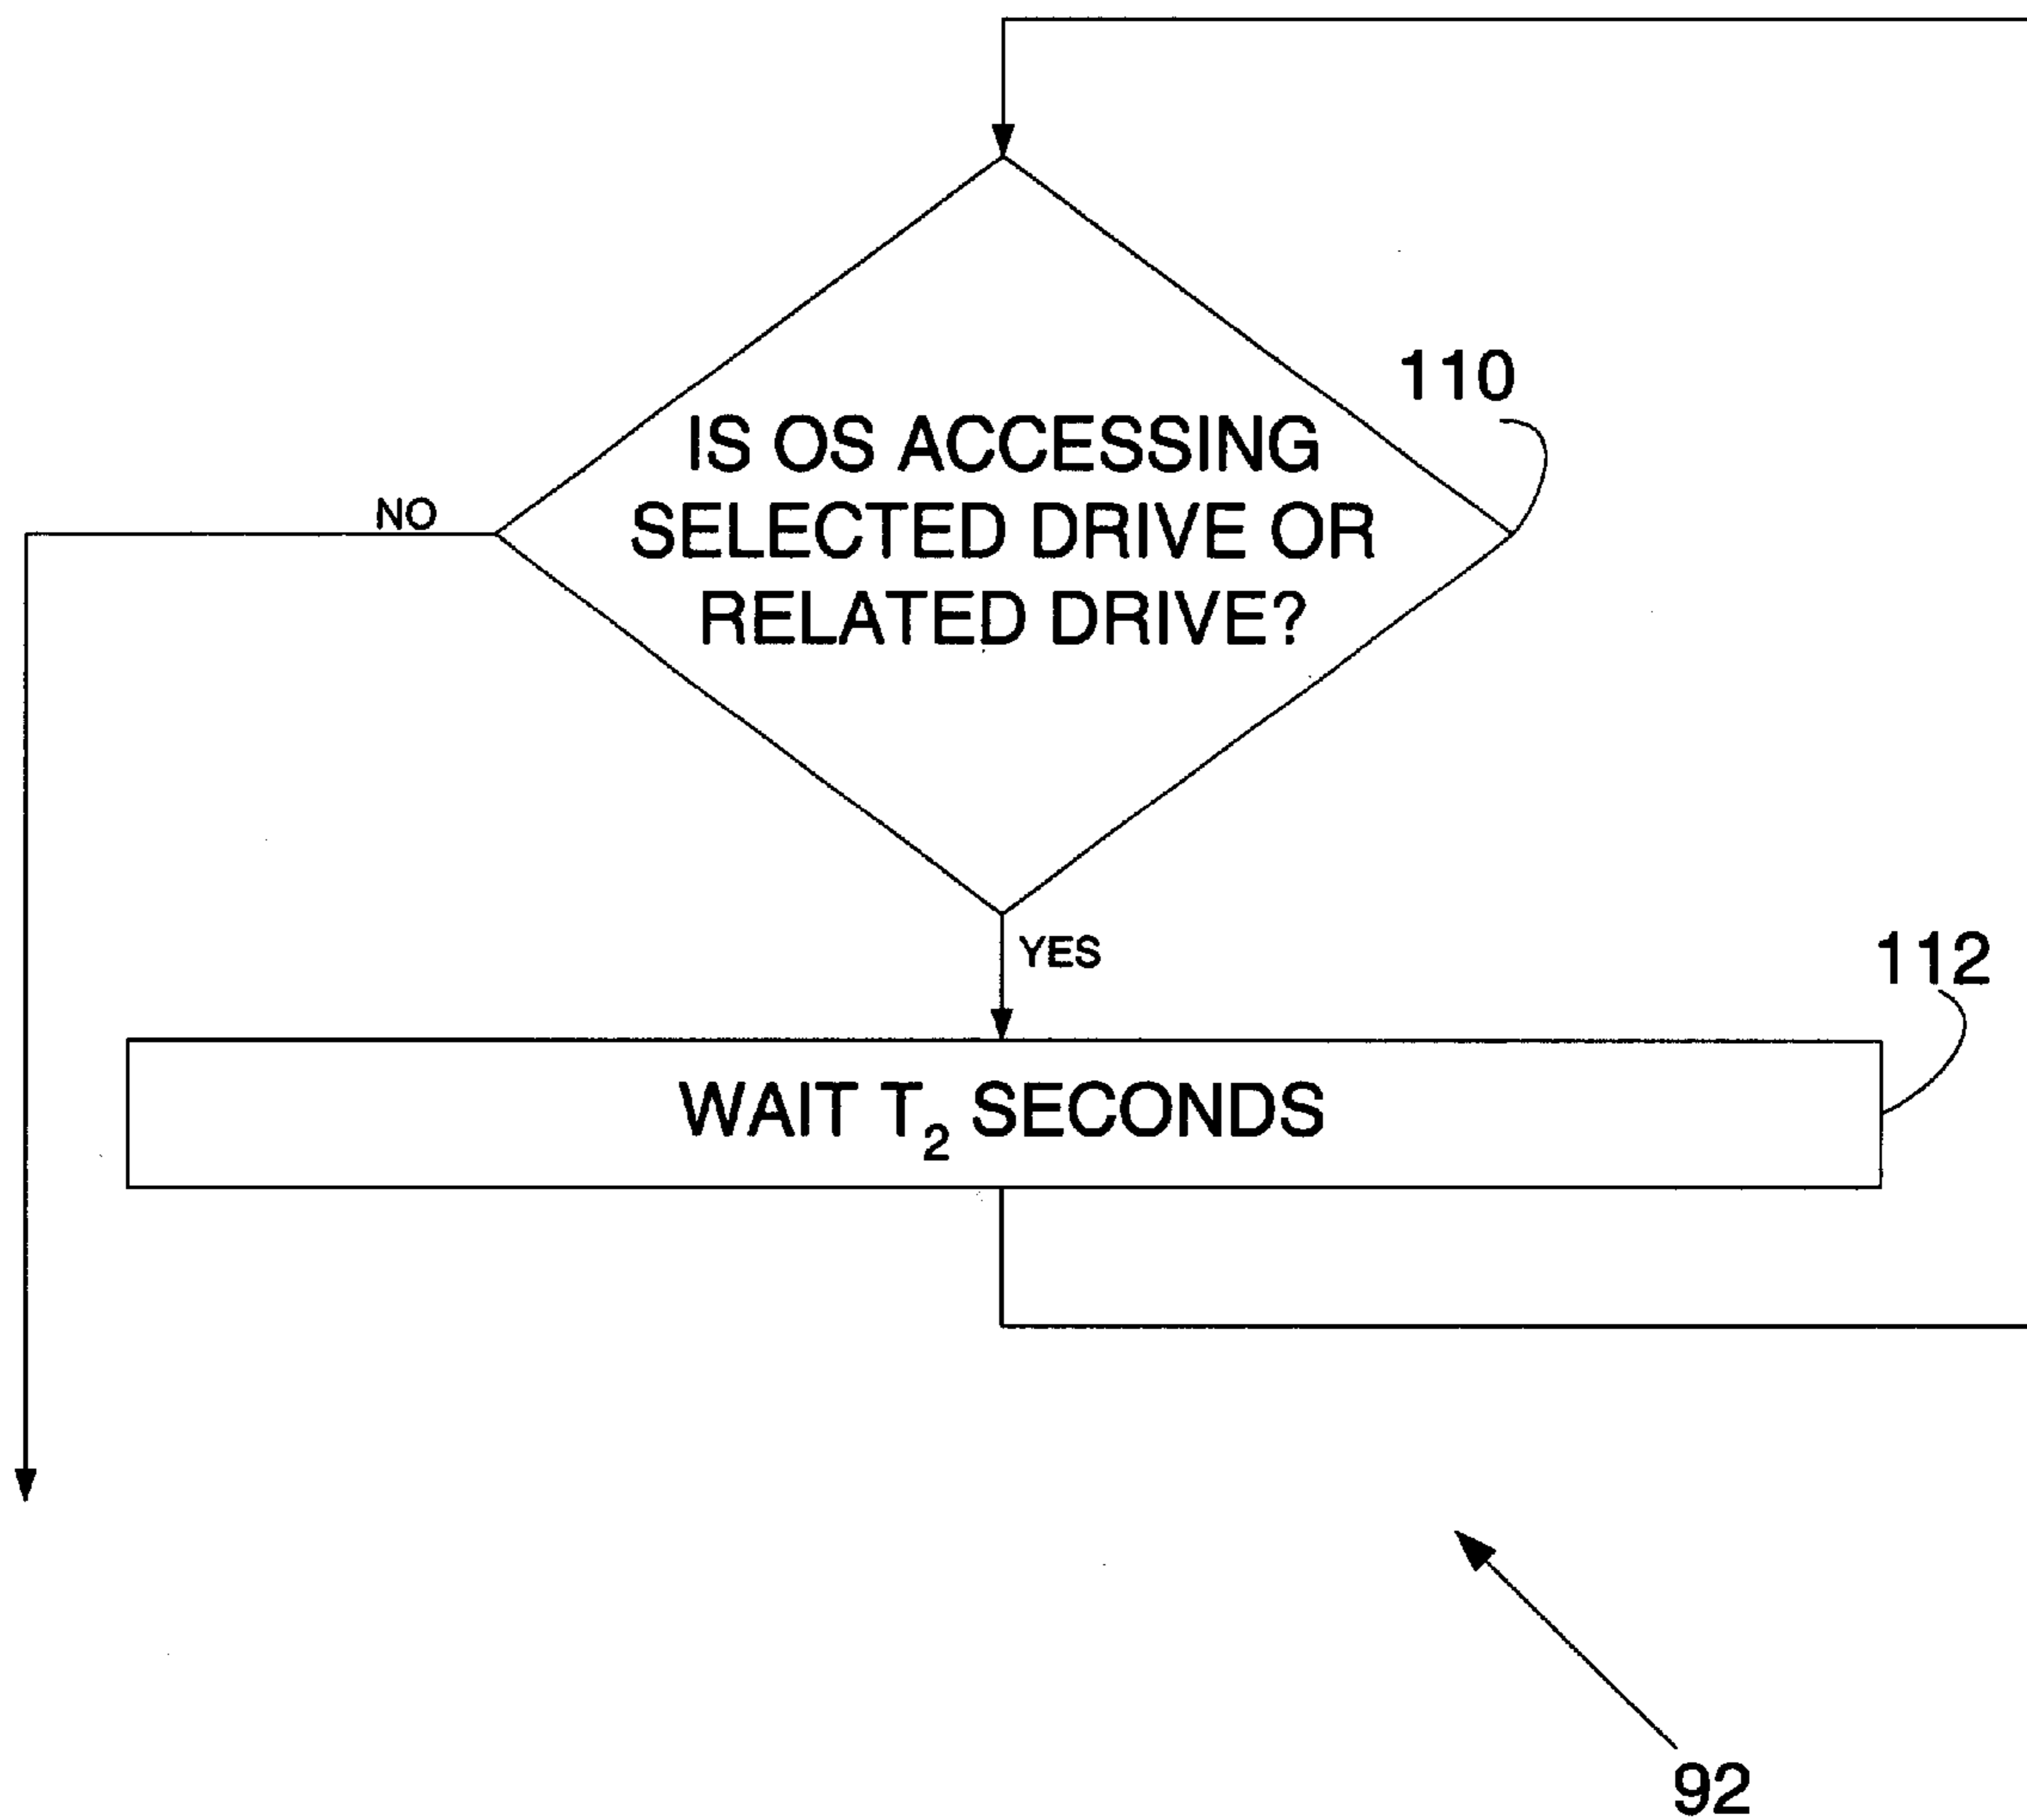 110
IS OS ACCESSING
SELECTED DRIVE OR
RELATED DRIVE?
NO
YES
112
WAIT T₂ SECONDS
92